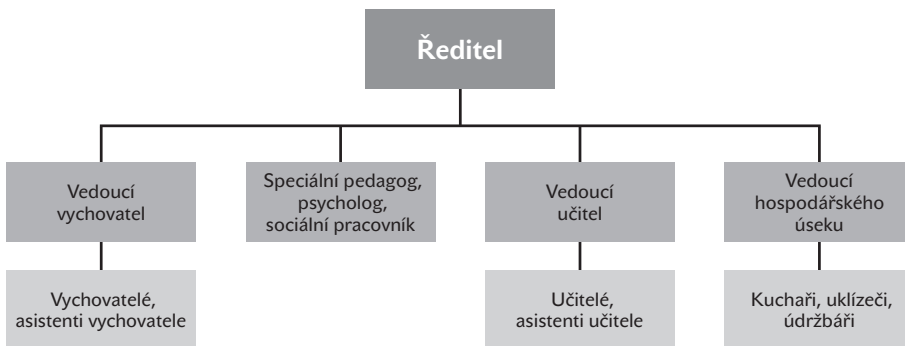 Ředitel
Vedoucí
vychovatel
Speciální pedagog,
psycholog,
sociální pracovník
Vedoucí
učitel
Vedoucí
hospodářského
úseku
Vychovatelé,
asistenti vychovatele
Učitelé,
asistenti učitele
Kuchaři, uklízeči,
údržbáři